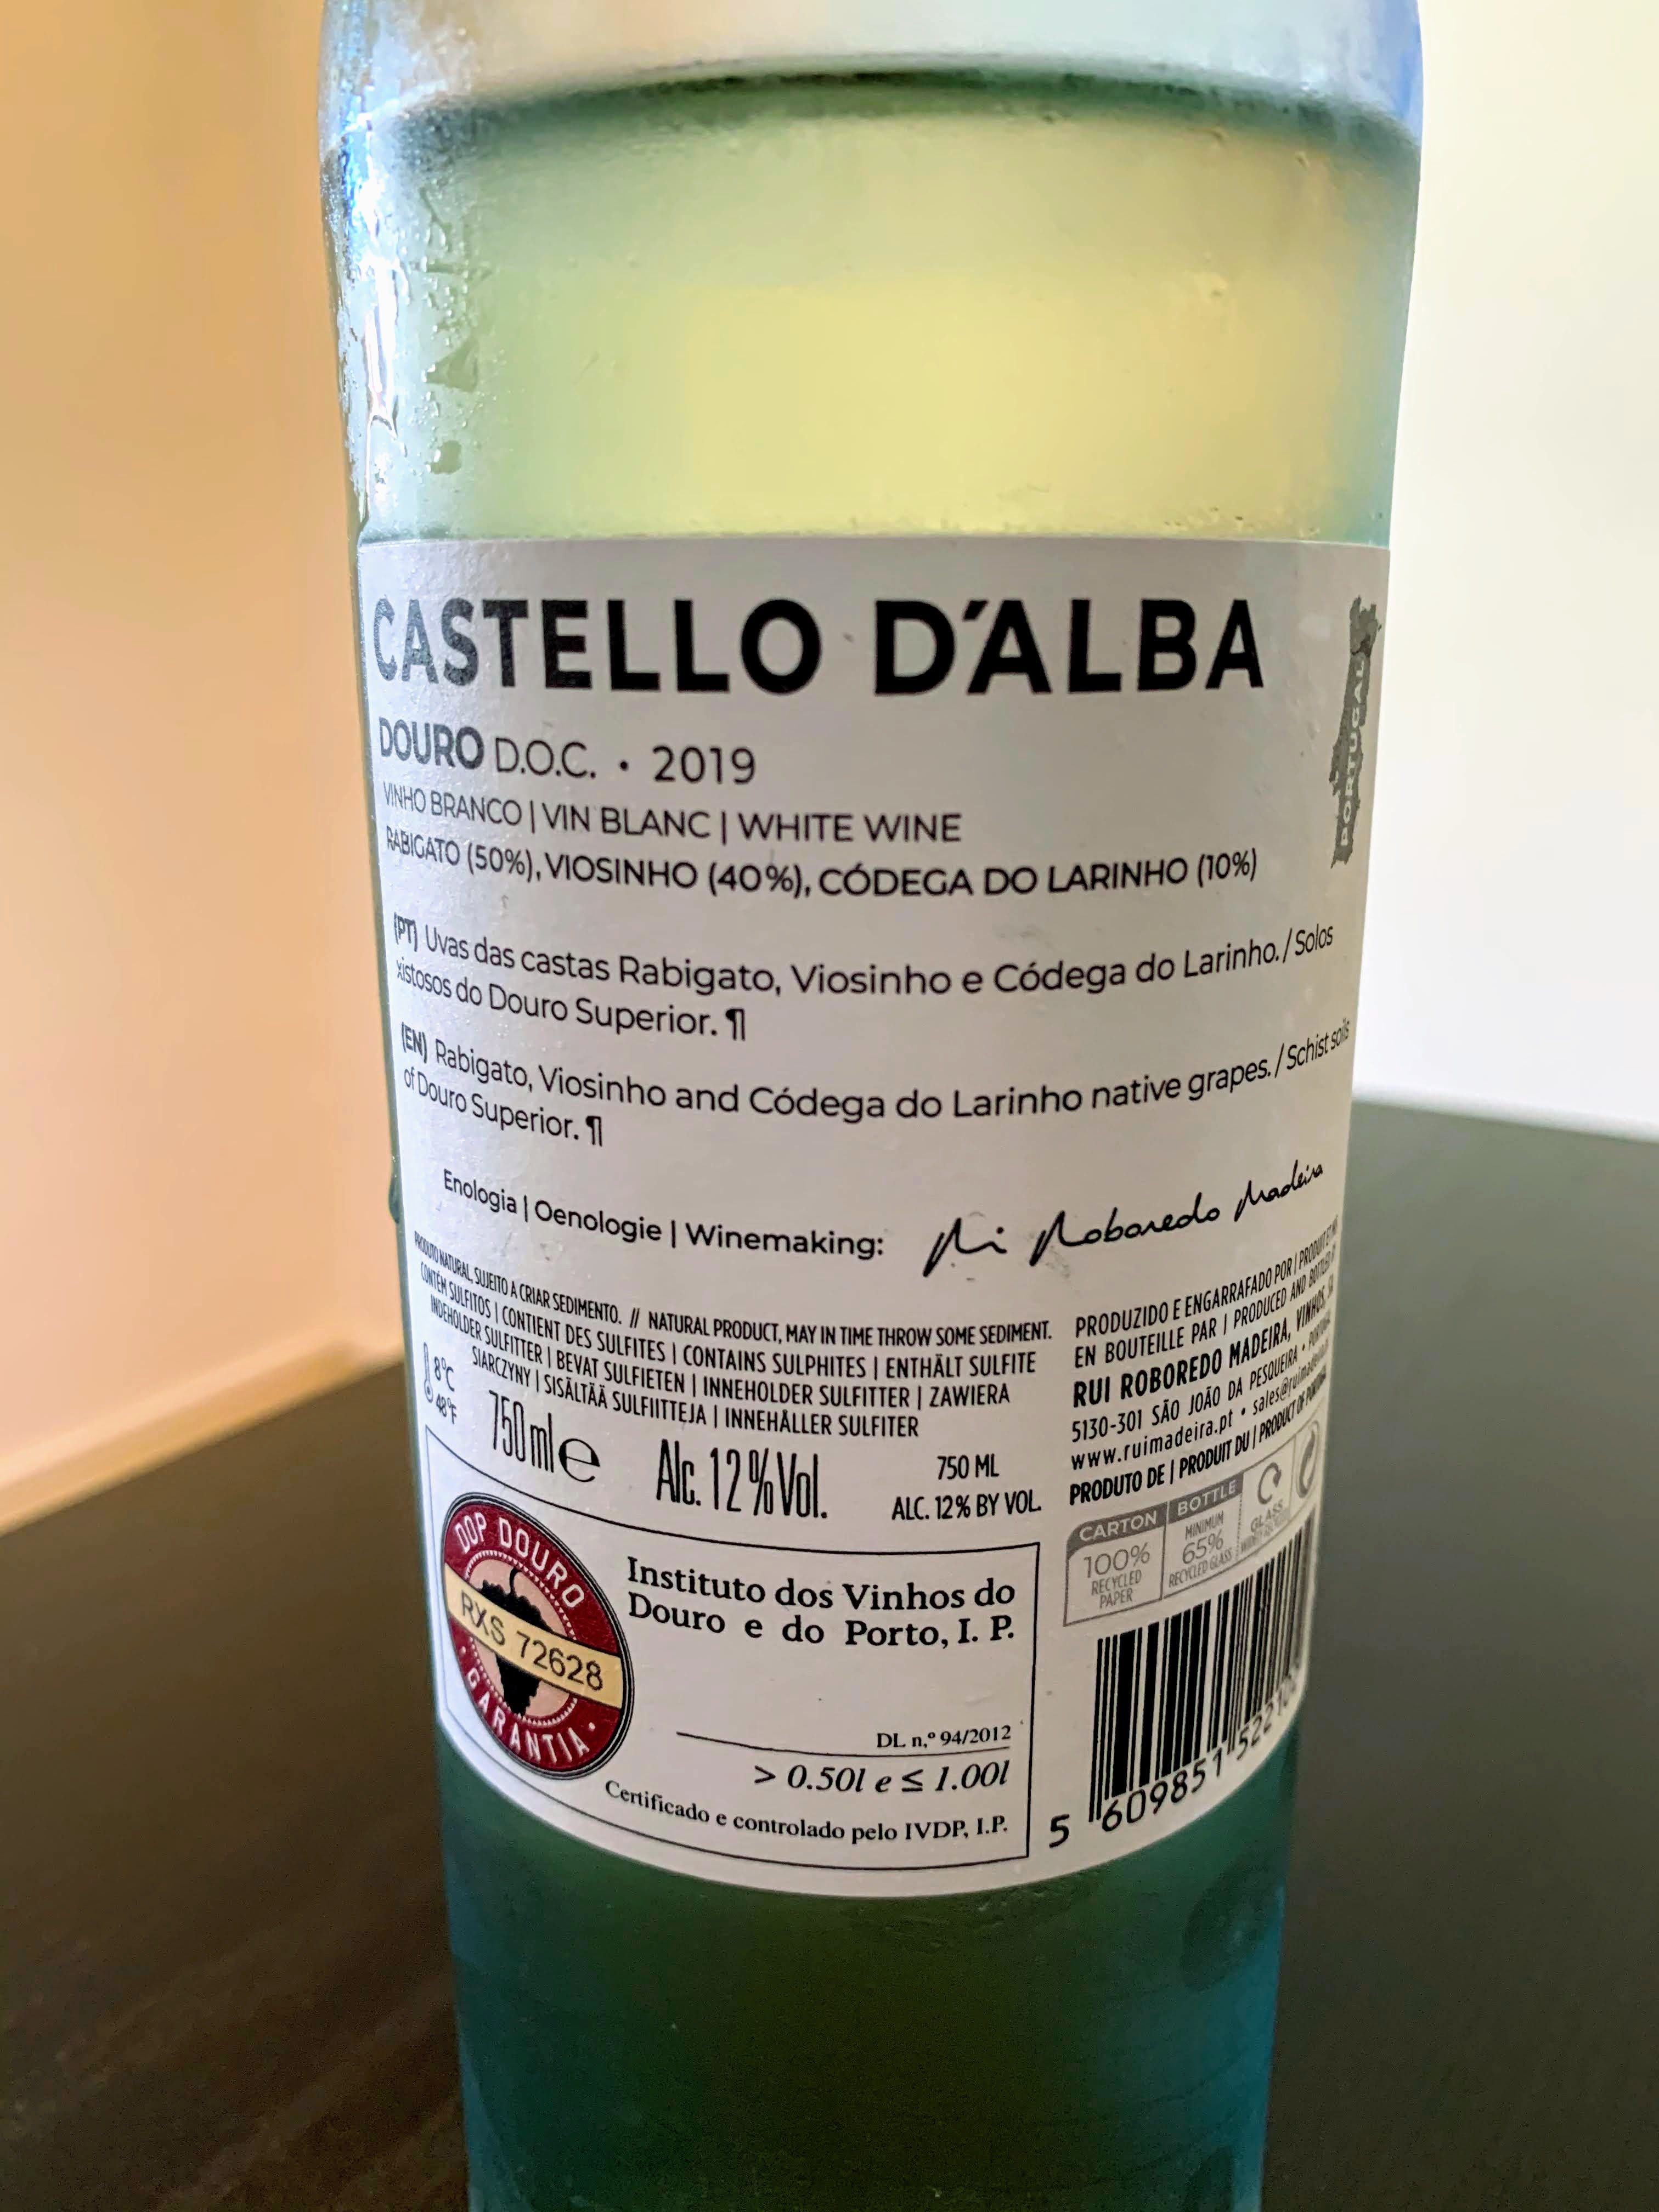 CASTELLO D'ALBA
PORTUGAL
DOURO D.O.C. • 2019
VINHO BRANCO | VIN BLANC | WHITE WINE
RABIGATO (50%), VIOSINHO (40%), CÓDEGA DO LARINHO (10%)
(PT) Uvas das castas Rabigato, Viosinho e Códega do Larinho. / Solos
xistosos do Douro Superior. ¶
(EN) Rabigato, Viosinho and Códega do Larinho native grapes. / Schist soils
of Douro Superior. ¶
Enologia | Oenologie | Winemaking: Rui Roboredo Madeira
PRODUTO NATURAL, SUJEITO A CRIAR SEDIMENTO. // NATURAL PRODUCT, MAY IN TIME THROW SOME SEDIMENT.
CONTÉM SULFITOS | CONTIENT DES SULFITES | CONTAINS SULPHITES | ENTHÄLT SULFITE
INDEHOLDER SULFITTER | BEVAT SULFIETEN | INNEHOLDER SULFITTER | ZAWIERA
SIARCZYNY | SISÄLTÄÄ SULFIITTEJA | INNEHÅLLER SULFITER
8°C
48°F
750 ml e Alc. 12% Vol.
750 ML
ALC. 12% BY VOL.
PRODUZIDO E ENGARRAFADO POR | PRODUIT ET MIS
EN BOUTEILLE PAR | PRODUCED AND BOTTLED BY
RUI ROBOREDO MADEIRA, VINHOS,
5130-301 SÃO JOÃO DA PESQUEIRA • PORTUGAL
www.ruimadeira.pt •
PRODUTO DE | PRODUIT DU | PRODUCT OF PORTUGAL
CARTON
100%
RECYCLED
PAPER
BOTTLE
MINIMUM
65%
RECYCLED GLASS
GLASS
DOP DOURO
RXS 72628
• GARANTIA •
Instituto dos Vinhos do
Douro e do Porto, I. P.
DL n.º 94/2012
> 0.50l e ≤ 1.00l
Certificado e controlado pelo IVDP, I.P.
5 609851